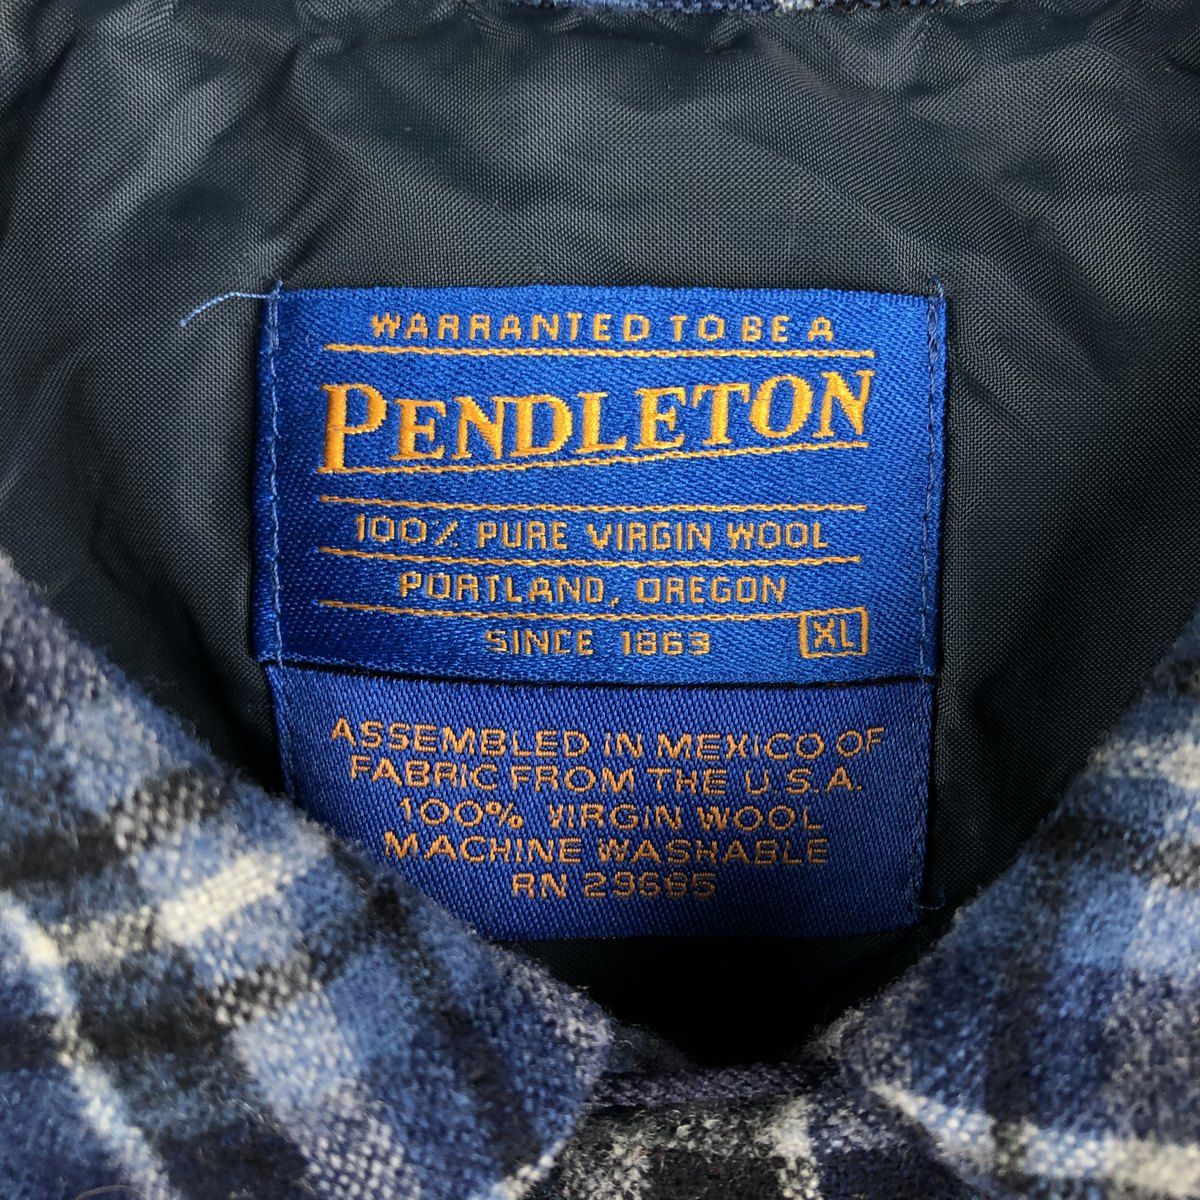 WARRANTED TO BE A
PENDLETON
100% PURE VIRGIN WOOL
PORTLAND, OREGON
SINCE 1863
XL
ASSEMBLED IN MEXICO OF
FABRIC FROM THE U.S.A.
100% VIRGIN WOOL
MACHINE WASHABLE
RN 29665